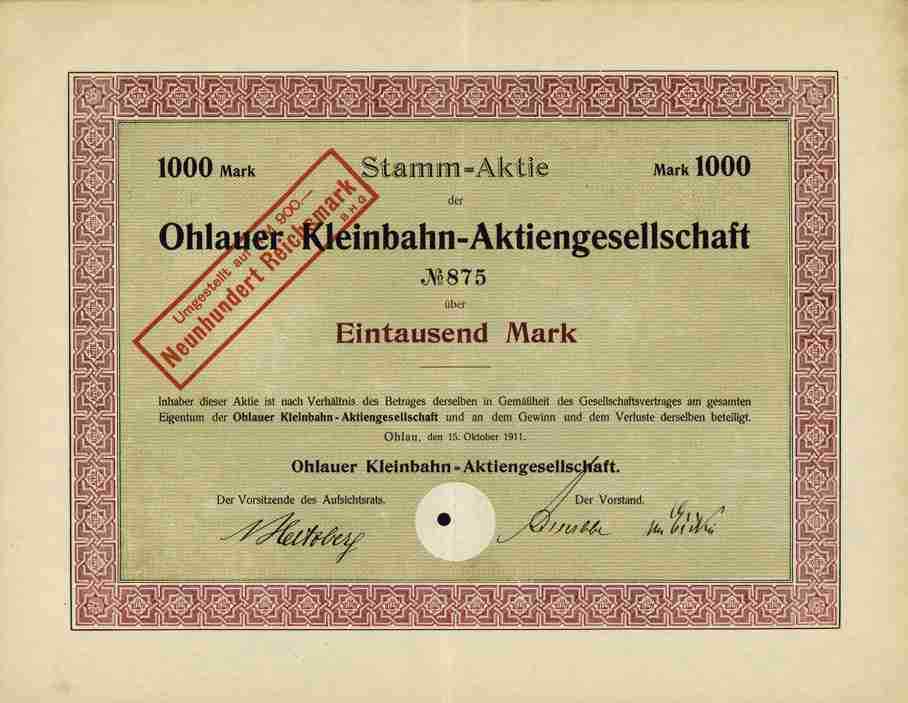 1000 Mark Stamm-Aktie Mark 1000
der
Ohlauer Kleinbahn-Aktiengesellschaft
№ 875
über
Eintausend Mark
Umgestellt auf 900.—
Neunhundert Reichsmark
B. H. G.
Inhaber dieser Aktie ist nach Verhältnis des Betrages derselben in Gemäßheit des Gesellschaftsvertrages am gesamten
Eigentum der Ohlauer Kleinbahn-Aktiengesellschaft und an dem Gewinn und dem Verluste derselben beteiligt.
Ohlau, den 15. Oktober 1911.
Ohlauer Kleinbahn-Aktiengesellschaft.
Der Vorsitzende des Aufsichtsrats. Der Vorstand.